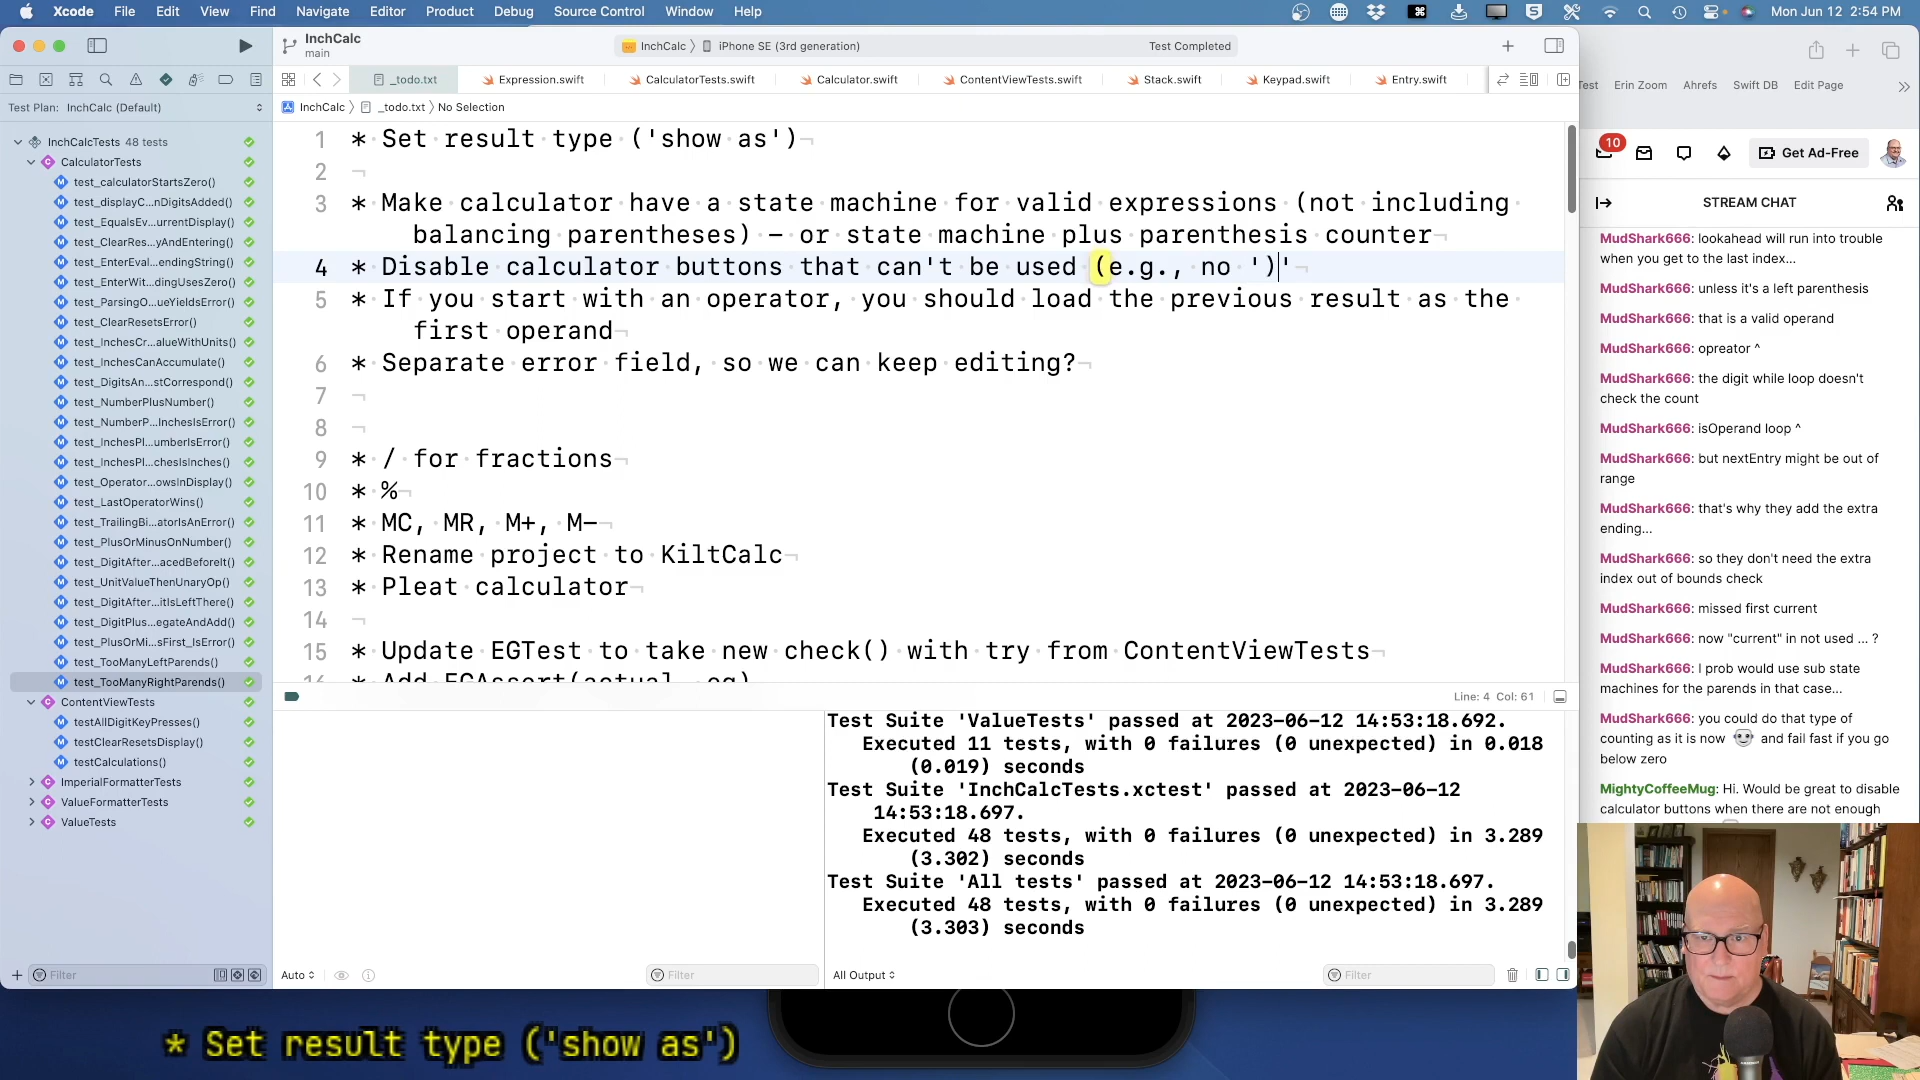 Xcode File Edit View Find Navigate Editor Product Debug Source Control Window Help
Mon Jun 12 2:54 PM
InchCalc
main
InchCalc iPhone SE (3rd generation) Test Completed
_todo.txt Expression.swift CalculatorTests.swift Calculator.swift ContentViewTests.swift Stack.swift Keypad.swift Entry.swift
Test Plan: InchCalc (Default)
InchCalc _todo.txt No Selection
InchCalcTests 48 tests
CalculatorTests
test_calculatorStartsZero()
test_displayC...nDigitsAdded()
test_EqualsEv...urrentDisplay()
test_ClearRes...yAndEntering()
test_EnterEval...endingString()
test_EnterWit...dingUsesZero()
test_ParsingO...ueYieldsError()
test_ClearResetsError()
test_InchesCr...alueWithUnits()
test_InchesCanAccumulate()
test_DigitsAn...stCorrespond()
test_NumberPlusNumber()
test_NumberP...InchesIsError()
test_InchesPl...umberIsError()
test_InchesPl...chesIsInches()
test_Operator...owsInDisplay()
test_LastOperatorWins()
test_TrailingBi...atorIsAnError()
test_PlusOrMinusOnNumber()
test_DigitAfter...acedBeforeIt()
test_UnitValueThenUnaryOp()
test_DigitAfter...itIsLeftThere()
test_DigitPlus...egateAndAdd()
test_PlusOrMi...sFirst_IsError()
test_TooManyLeftParends()
test_TooManyRightParends()
ContentViewTests
testAllDigitKeyPresses()
testClearResetsDisplay()
testCalculations()
ImperialFormatterTests
ValueFormatterTests
ValueTests
Filter
1 * Set result type ('show as')
2
3 * Make calculator have a state machine for valid expressions (not including
balancing parentheses) – or state machine plus parenthesis counter
4 * Disable calculator buttons that can't be used (e.g., no ')'
5 * If you start with an operator, you should load the previous result as the
first operand
6 * Separate error field, so we can keep editing?
7
8
9 * / for fractions
10 * %
11 * MC, MR, M+, M–
12 * Rename project to KiltCalc
13 * Pleat calculator
14
15 * Update EGTest to take new check() with try from ContentViewTests
16 * Add EGAssert(actual, eq)
Line: 4 Col: 61
Test Suite 'ValueTests' passed at 2023-06-12 14:53:18.692.
Executed 11 tests, with 0 failures (0 unexpected) in 0.018
(0.019) seconds
Test Suite 'InchCalcTests.xctest' passed at 2023-06-12
14:53:18.697.
Executed 48 tests, with 0 failures (0 unexpected) in 3.289
(3.302) seconds
Test Suite 'All tests' passed at 2023-06-12 14:53:18.697.
Executed 48 tests, with 0 failures (0 unexpected) in 3.289
(3.303) seconds
Auto Filter All Output Filter
* Set result type ('show as')
Test Erin Zoom Ahrefs Swift DB Edit Page
10 Get Ad-Free
STREAM CHAT
MudShark666: lookahead will run into trouble
when you get to the last index...
MudShark666: unless it's a left parenthesis
MudShark666: that is a valid operand
MudShark666: opreator ^
MudShark666: the digit while loop doesn't
check the count
MudShark666: isOperand loop ^
MudShark666: but nextEntry might be out of
range
MudShark666: that's why they add the extra
ending...
MudShark666: so they don't need the extra
index out of bounds check
MudShark666: missed first current
MudShark666: now "current" in not used ... ?
MudShark666: I prob would use sub state
machines for the parends in that case...
MudShark666: you could do that type of
counting as it is now and fail fast if you go
below zero
MightyCoffeeMug: Hi. Would be great to disable
calculator buttons when there are not enough